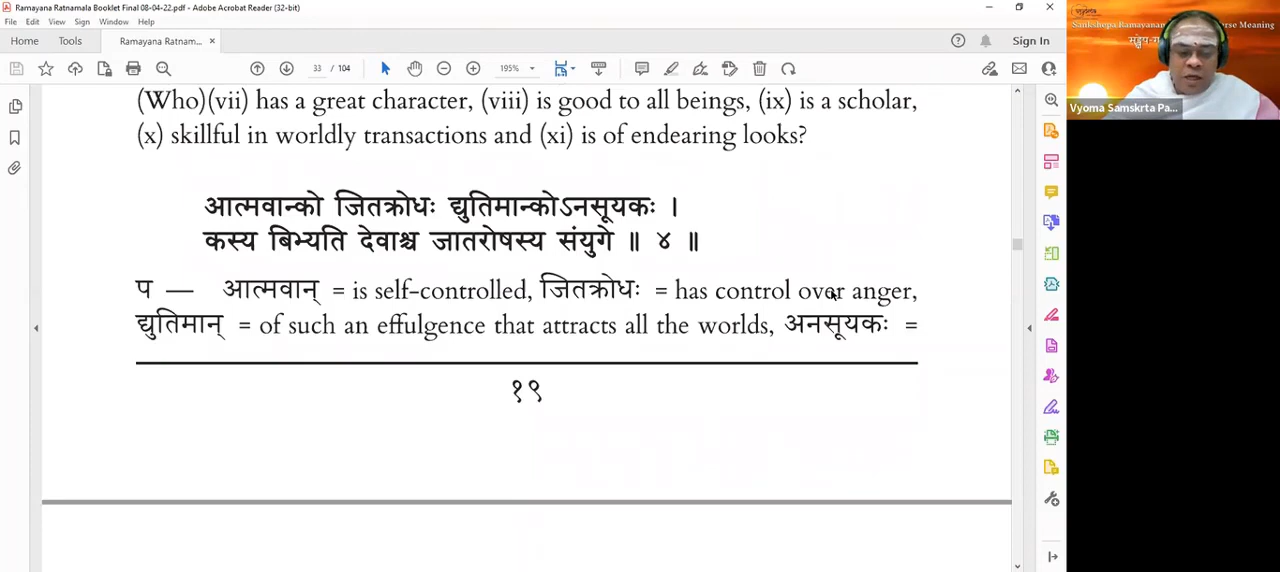 Ramayana Ratnamala Booklet Final 08-04-22.pdf - Adobe Acrobat Reader (32-bit)
File Edit View Sign Window Help
Home Tools Ramayana Ratnam... × Sign In
33 / 104 195%
(Who)(vii) has a great character, (viii) is good to all beings, (ix) is a scholar,
(x) skillful in worldly transactions and (xi) is of endearing looks?
आत्मवान्को जितक्रोधः द्युतिमान्कोऽनसूयकः ।
कस्य बिभ्यति देवाश्च जातरोषस्य संयुगे ॥ ४ ॥
प — आत्मवान् = is self-controlled, जितक्रोधः = has control over anger,
द्युतिमान् = of such an effulgence that attracts all the worlds, अनसूयकः =
१९
Sankshepa Ramayanam erse Meaning
Vyoma Samskrta Pa...